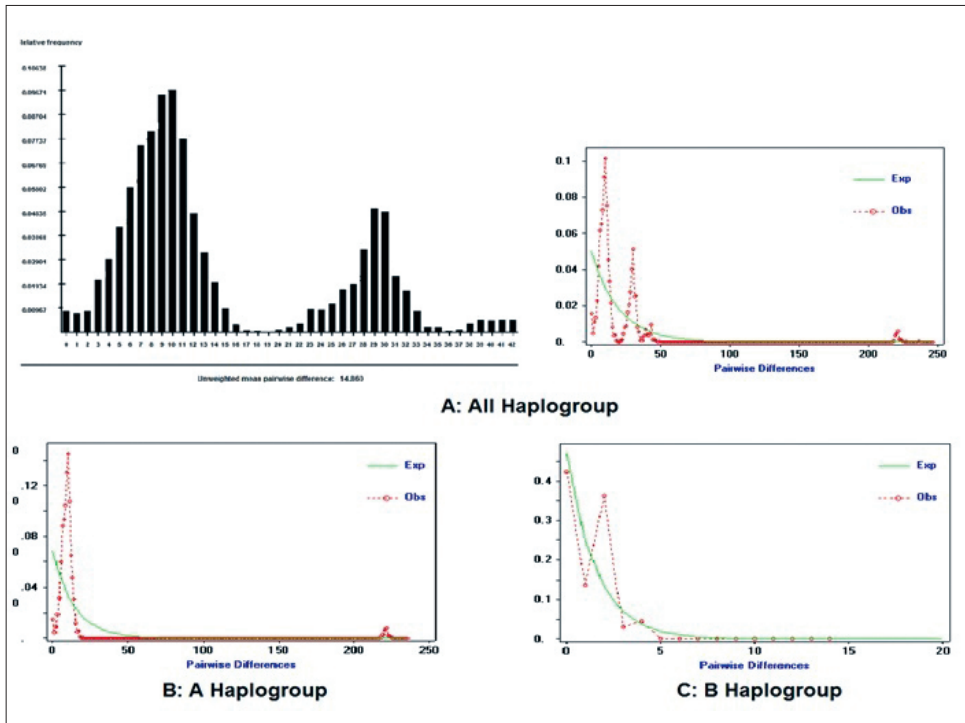 Relative frequency
0.10638
0.09671
0.08704
0.07737
0.05802
0.02901
0.00967
0 1 2 3 4 5 6 7 8 9 10 11 12 13 14 15 16 17 18 19 20 21 22 23 24 25 26 27 28 29 30 31 32 33 34 35 36 37 38 39 40 41 42
Unweighted meas pairwise difference: 14.860
0.1
0.08
0.06
0.04
0.02
0.
Exp
Obs
0 50 100 150 200 250
Pairwise Differences
A: All Haplogroup
0
.12
0
.08
0
.04
0
.
Exp
Obs
0 50 100 150 200 250
Pairwise Differences
B: A Haplogroup
0.4
0.3
0.2
0.1
0.
Exp
Obs
0 5 10 15 20
Pairwise Differences
C: B Haplogroup